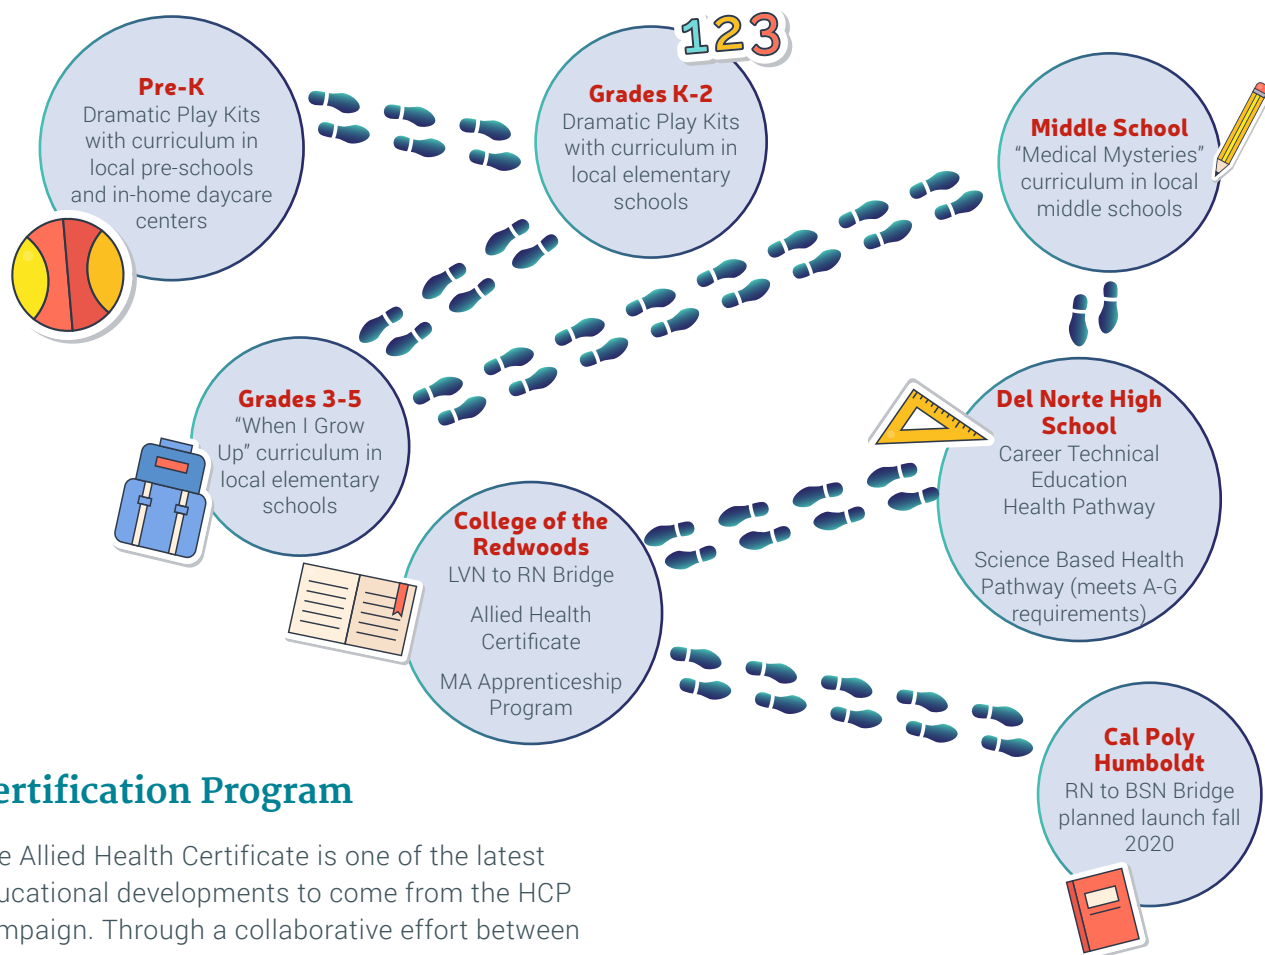 1 2 3
Pre-K
Dramatic Play Kits
with curriculum in
local pre-schools
and in-home daycare
centers
Grades K-2
Dramatic Play Kits
with curriculum in
local elementary
schools
Middle School
“Medical Mysteries”
curriculum in local
middle schools
Grades 3-5
“When I Grow
Up” curriculum in
local elementary
schools
Del Norte High
School
Career Technical
Education
Health Pathway
Science Based Health
Pathway (meets A-G
requirements)
College of the
Redwoods
LVN to RN Bridge
Allied Health
Certificate
MA Apprenticeship
Program
Cal Poly
Humboldt
RN to BSN Bridge
planned launch fall
2020
ertification Program
e Allied Health Certificate is one of the latest
ucational developments to come from the HCP
mpaign. Through a collaborative effort between